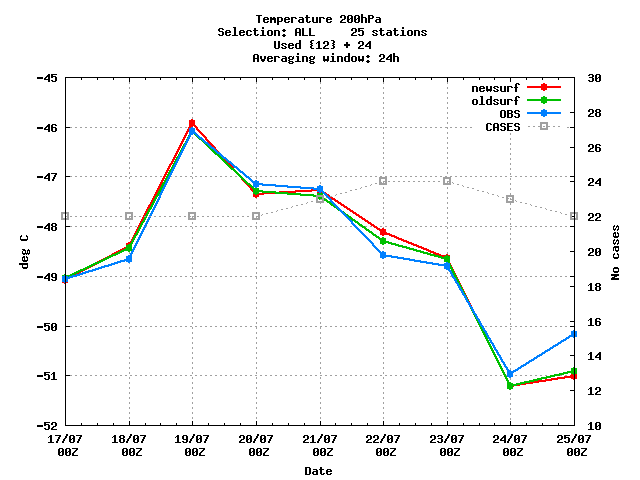 Temperature 200hPa
Selection: ALL     25 stations
Used {12} + 24
Averaging window: 24h
-45
-46
-47
-48
-49
-50
-51
-52
deg C
30
28
26
24
22
20
18
16
14
12
10
No cases
newsurf
oldsurf
OBS
CASES
17/07 18/07 19/07 20/07 21/07 22/07 23/07 24/07 25/07
00Z 00Z 00Z 00Z 00Z 00Z 00Z 00Z 00Z
Date